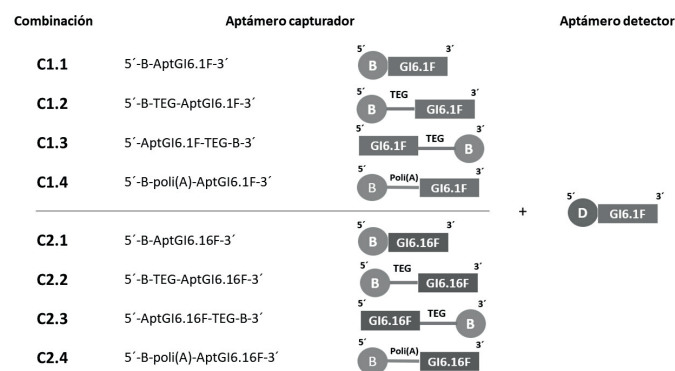 Combinación Aptámero capturador Aptámero detector
C1.1 5´-B-AptGI6.1F-3´
5´ 3´
B GI6.1F
C1.2 5´-B-TEG-AptGI6.1F-3´
5´ TEG 3´
B GI6.1F
C1.3 5´-AptGI6.1F-TEG-B-3´
5´ TEG 3´
GI6.1F B
C1.4 5´-B-poli(A)-AptGI6.1F-3´
5´ Poli(A) 3´
B GI6.1F
+
5´ 3´
D GI6.1F
C2.1 5´-B-AptGI6.16F-3´
5´ 3´
B GI6.16F
C2.2 5´-B-TEG-AptGI6.16F-3´
5´ TEG 3´
B GI6.16F
C2.3 5´-AptGI6.16F-TEG-B-3´
5´ TEG 3´
GI6.16F B
C2.4 5´-B-poli(A)-AptGI6.16F-3´
5´ Poli(A) 3´
B GI6.16F